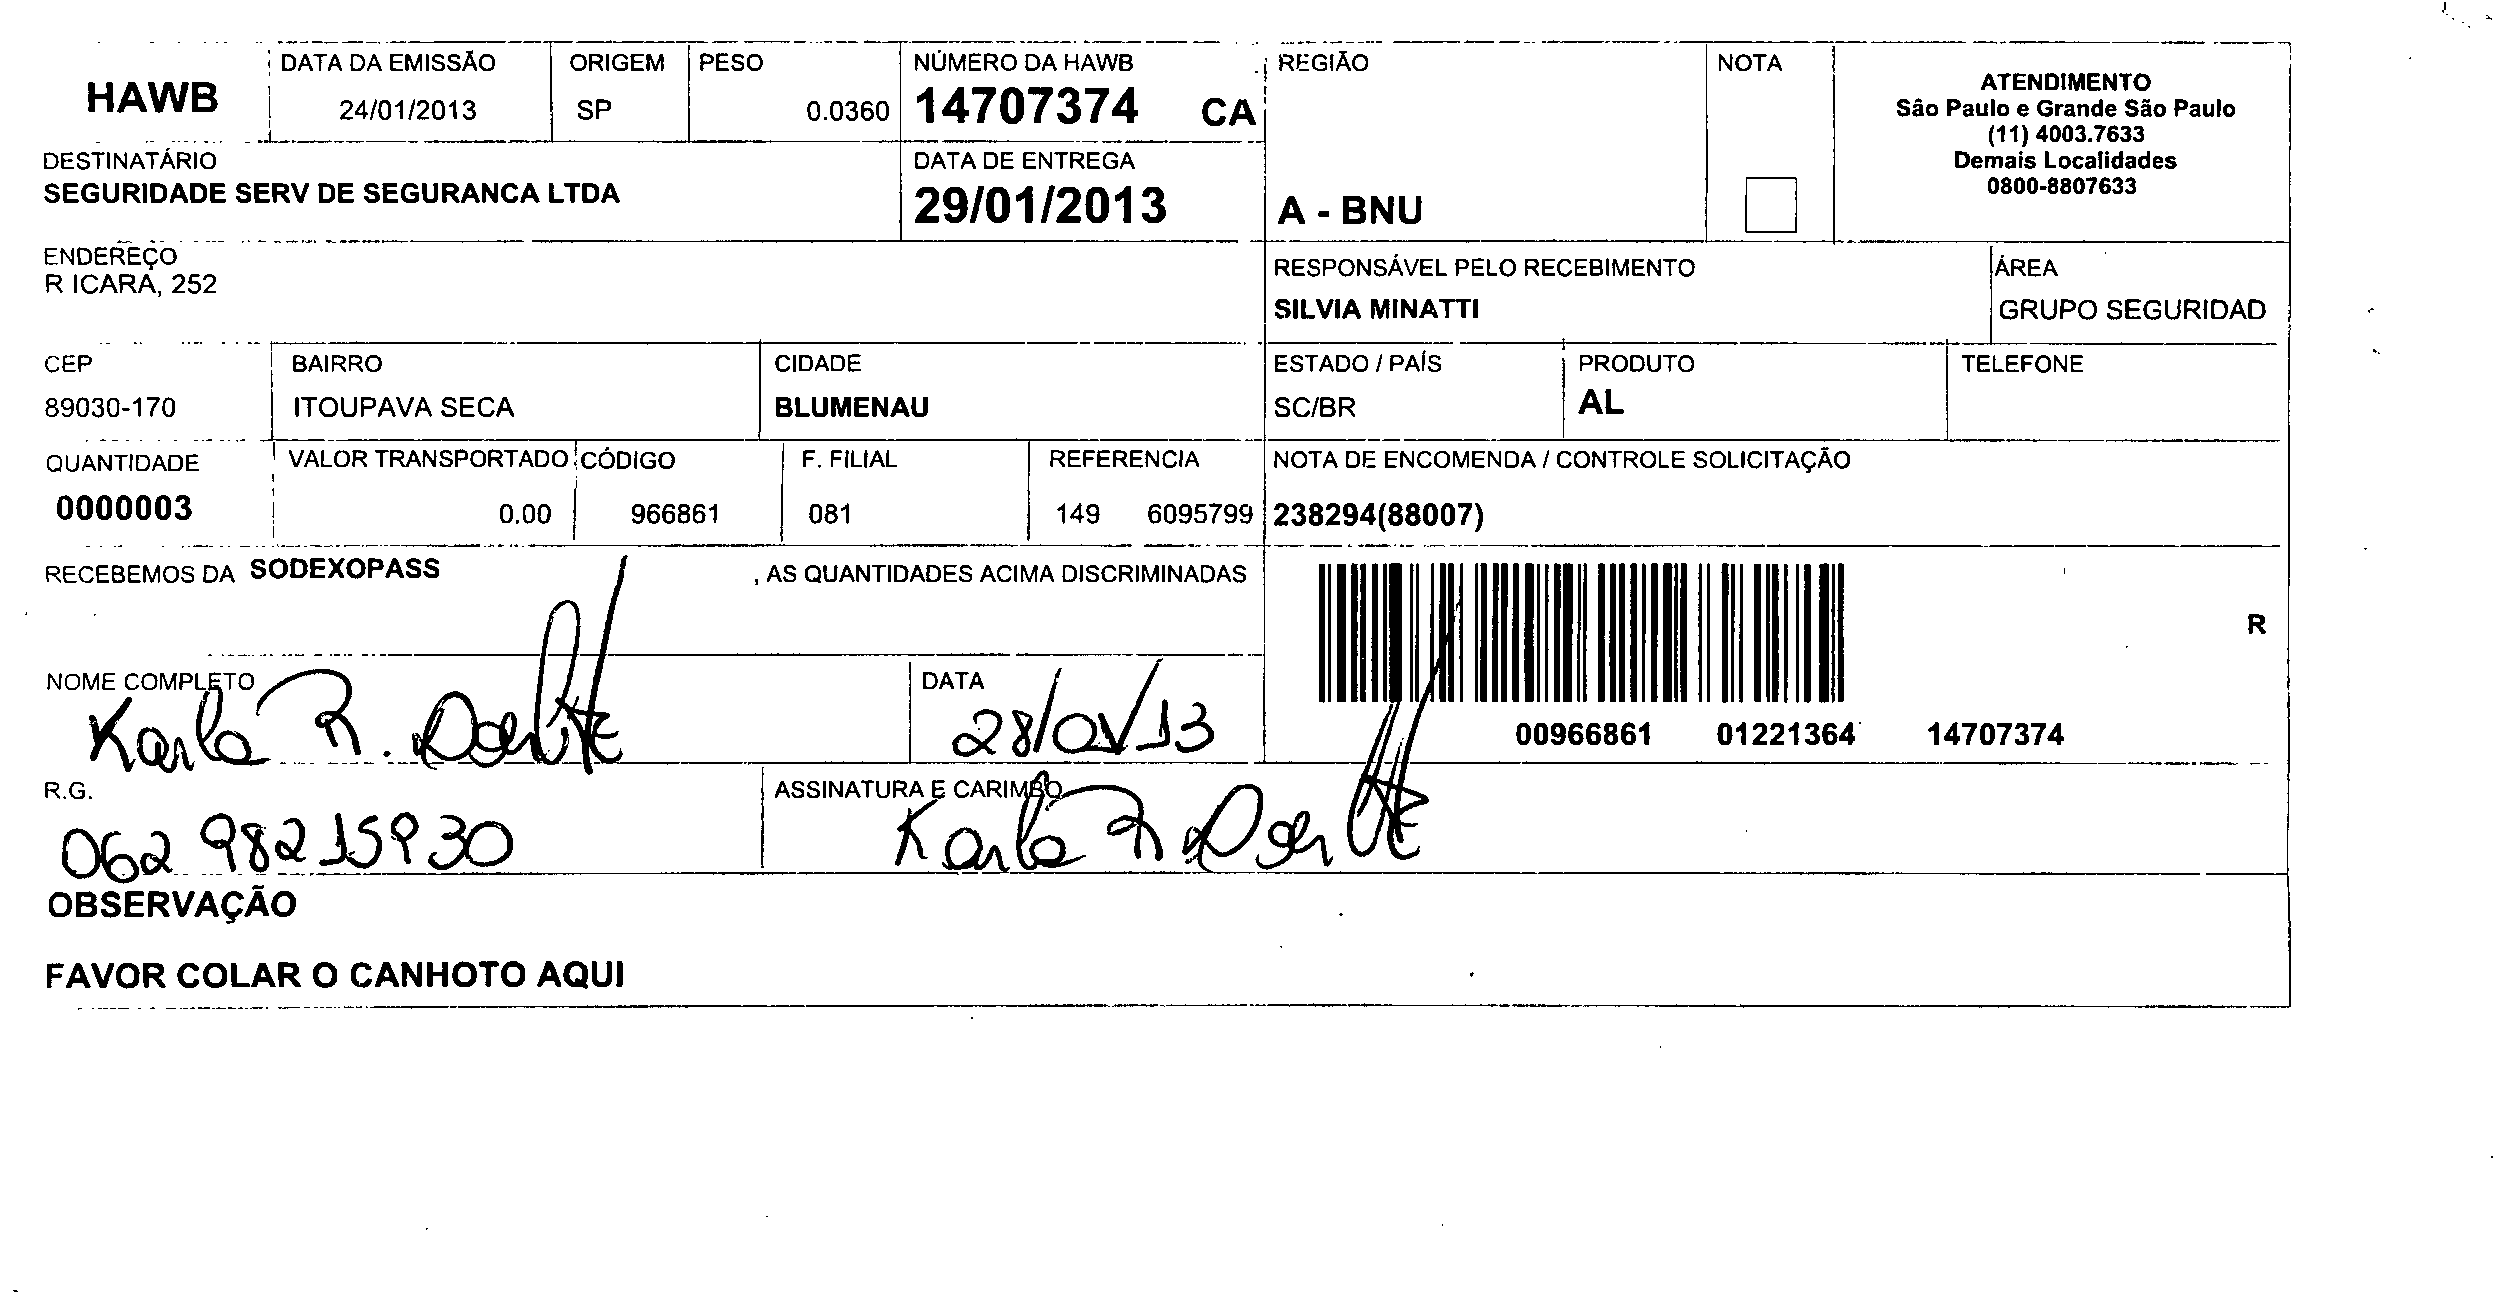 HAWB
DATA DA EMISSÃO
24/01/2013
ORIGEM
SP
PESO
0.0360
NÚMERO DA HAWB
14707374 CA
REGIÃO
A - BNU
NOTA
ATENDIMENTO
São Paulo e Grande São Paulo
(11) 4003.7633
Demais Localidades
0800-8807633
DESTINATÁRIO
SEGURIDADE SERV DE SEGURANCA LTDA
DATA DE ENTREGA
29/01/2013
ENDEREÇO
R ICARA, 252
RESPONSÁVEL PELO RECEBIMENTO
SILVIA MINATTI
ÁREA
GRUPO SEGURIDAD
CEP
89030-170
BAIRRO
ITOUPAVA SECA
CIDADE
BLUMENAU
ESTADO / PAÍS
SC/BR
PRODUTO
AL
TELEFONE
QUANTIDADE
0000003
VALOR TRANSPORTADO
0.00
CÓDIGO
966861
F. FILIAL
081
REFERENCIA
149 6095799
NOTA DE ENCOMENDA / CONTROLE SOLICITAÇÃO
238294(88007)
RECEBEMOS DA SODEXOPASS , AS QUANTIDADES ACIMA DISCRIMINADAS
R
00966861 01221364 14707374
NOME COMPLETO
Karla R.
DATA
28/01/13
R.G.
06298215930
ASSINATURA E CARIMBO
Karla R
OBSERVAÇÃO
FAVOR COLAR O CANHOTO AQUI